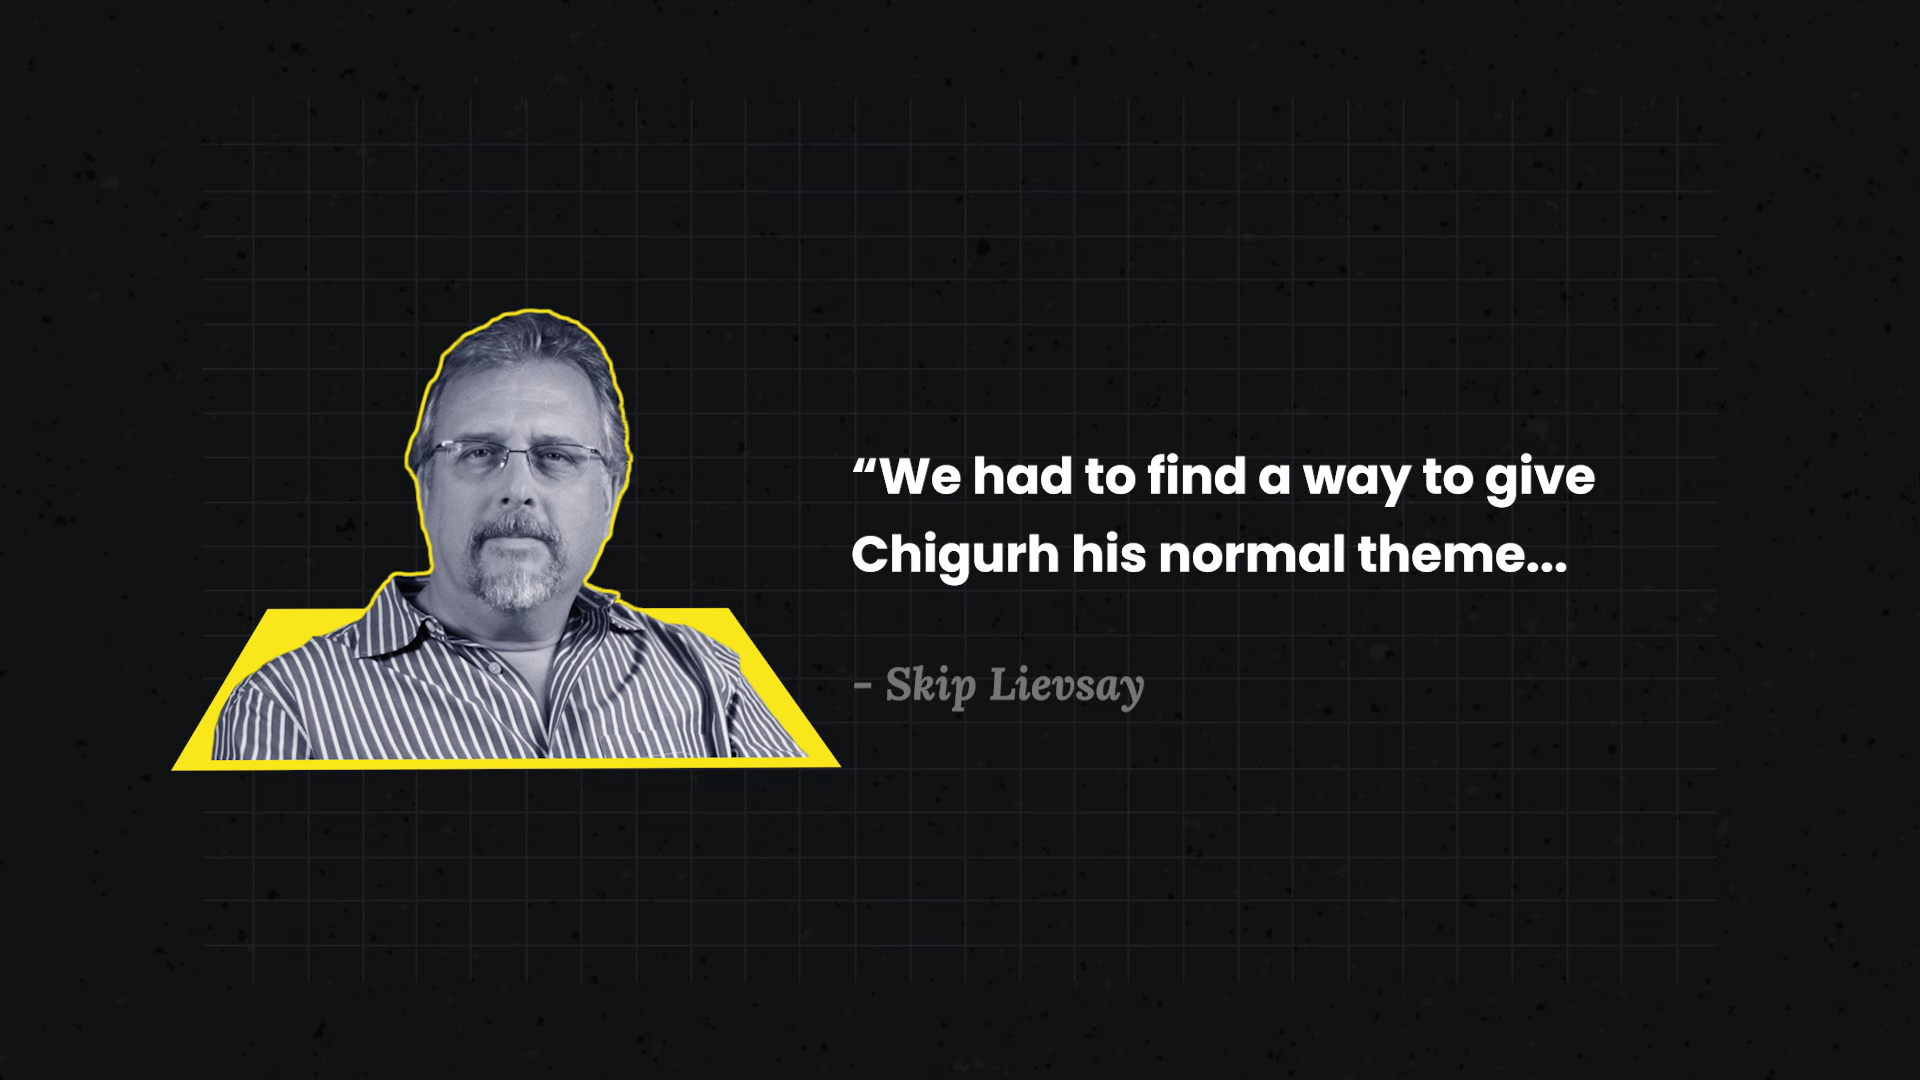 “We had to find a way to give
Chigurh his normal theme...
- Skip Lievsay